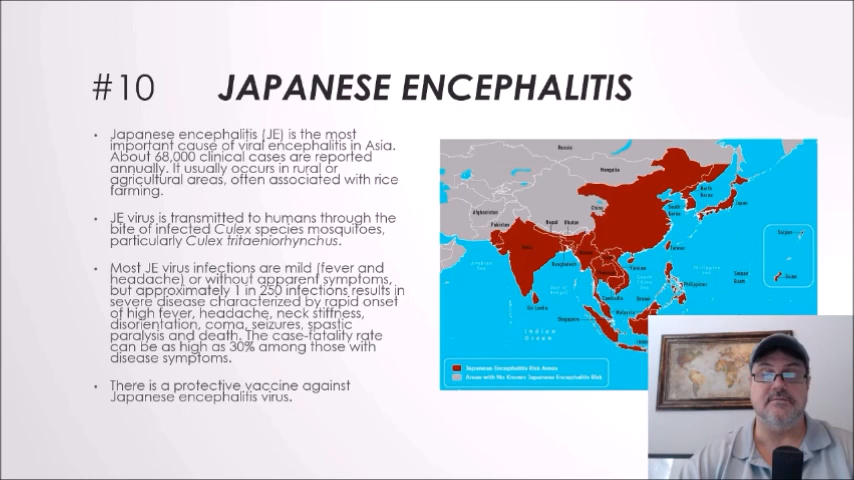 #10 JAPANESE ENCEPHALITIS
• Japanese encephalitis (JE) is the most
important cause of viral encephalitis in Asia.
About 68,000 clinical cases are reported
annually. It usually occurs in rural or
agricultural areas, often associated with rice
farming.
• JE virus is transmitted to humans through the
bite of infected Culex species mosquitoes,
particularly Culex tritaeniorhynchus.
• Most JE virus infections are mild (fever and
headache) or without apparent symptoms,
but approximately 1 in 250 infections results in
severe disease characterized by rapid onset
of high fever, headache, neck stiffness,
disorientation, coma, seizures, spastic
paralysis and death. The case-fatality rate
can be as high as 30% among those with
disease symptoms.
• There is a protective vaccine against
Japanese encephalitis virus.
Russia
Mongolia
North
Korea
South
Korea
Japan
China
Afghanistan
Pakistan
Nepal
Bhutan
India
Bangladesh
Taiwan
Saipan
Guam
Arabian
Sea
Philippine
Sea
Philippines
Sri Lanka
Cambodia
Brunei
Malaysia
Singapore
Indian
Ocean
Japanese Encephalitis Risk Areas
Areas with No Known Japanese Encephalitis Risk